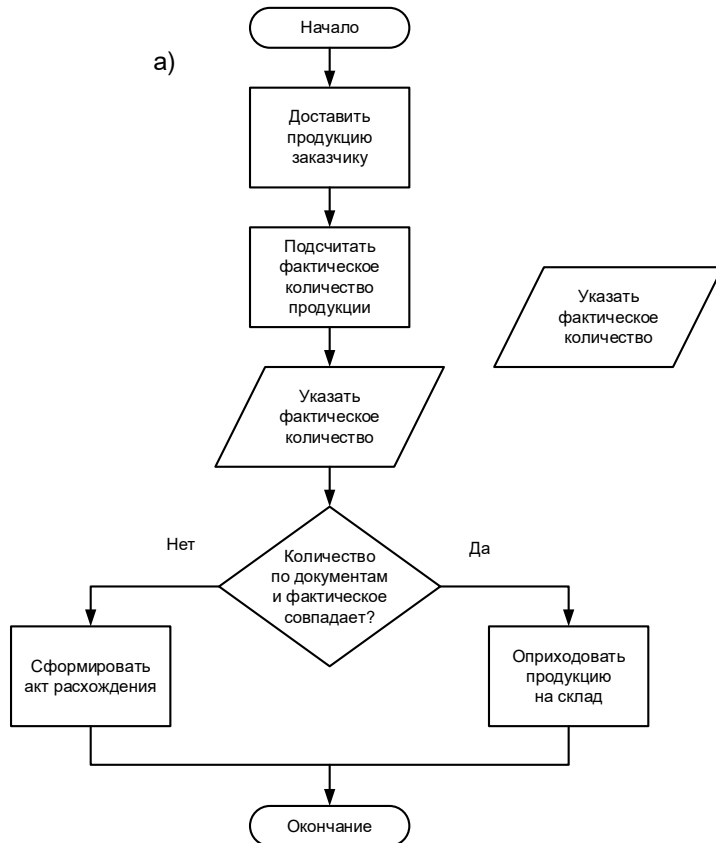 Начало
а)
Доставить
продукцию
заказчику
Подсчитать
фактическое
количество
продукции
Указать
фактическое
количество
Указать
фактическое
количество
Нет
Количество
по документам
и фактическое
совпадает?
Да
Сформировать
акт расхождения
Оприходовать
продукцию
на склад
Окончание